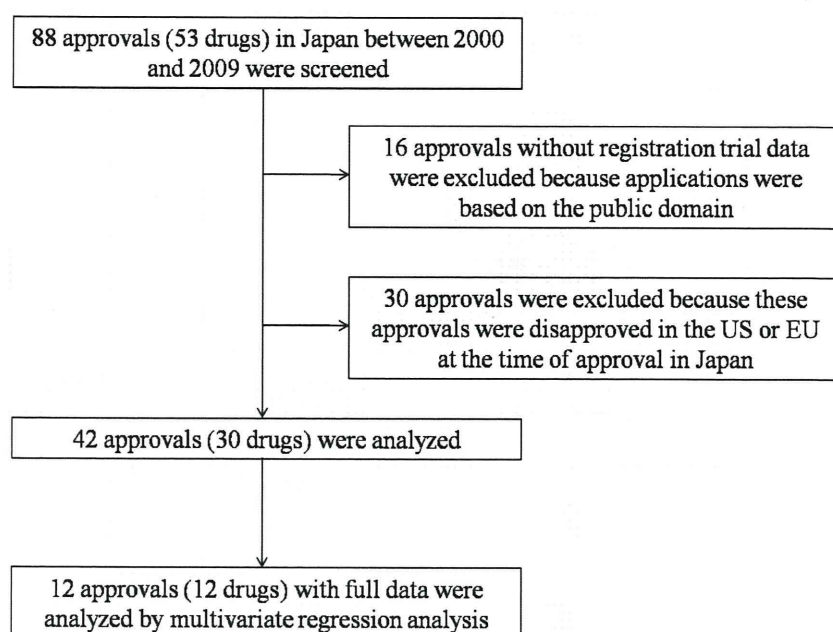 88 approvals (53 drugs) in Japan between 2000
and 2009 were screened
16 approvals without registration trial data
were excluded because applications were
based on the public domain
30 approvals were excluded because these
approvals were disapproved in the US or EU
at the time of approval in Japan
42 approvals (30 drugs) were analyzed
12 approvals (12 drugs) with full data were
analyzed by multivariate regression analysis